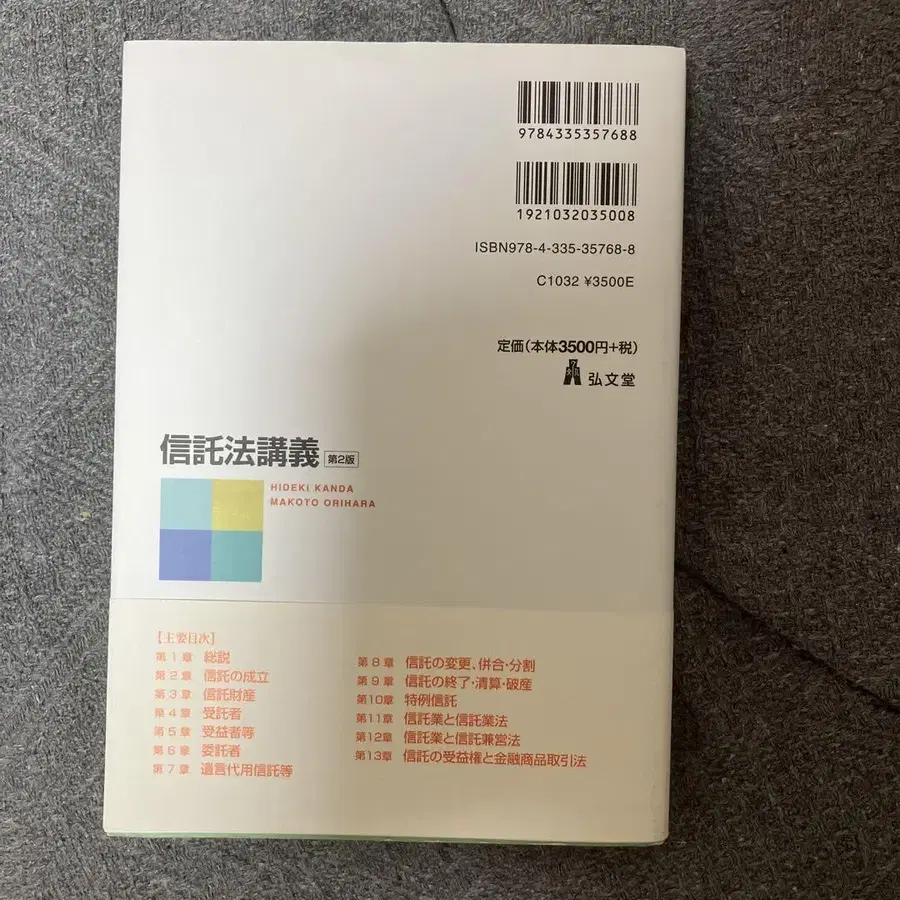 9784335357688
1921032035008
ISBN978-4-335-35768-8
C1032 ¥3500E
定価(本体3500円+税)
弘文堂
信託法講義 第2版
HIDEKI KANDA
MAKOTO ORIHARA
【主要目次】
第1章 総説
第2章 信託の成立
第3章 信託財産
第4章 受託者
第5章 受益者等
第6章 委託者
第7章 遺言代用信託等
第8章 信託の変更、併合・分割
第9章 信託の終了・清算・破産
第10章 特例信託
第11章 信託業と信託業法
第12章 信託業と信託兼営法
第13章 信託の受益権と金融商品取引法